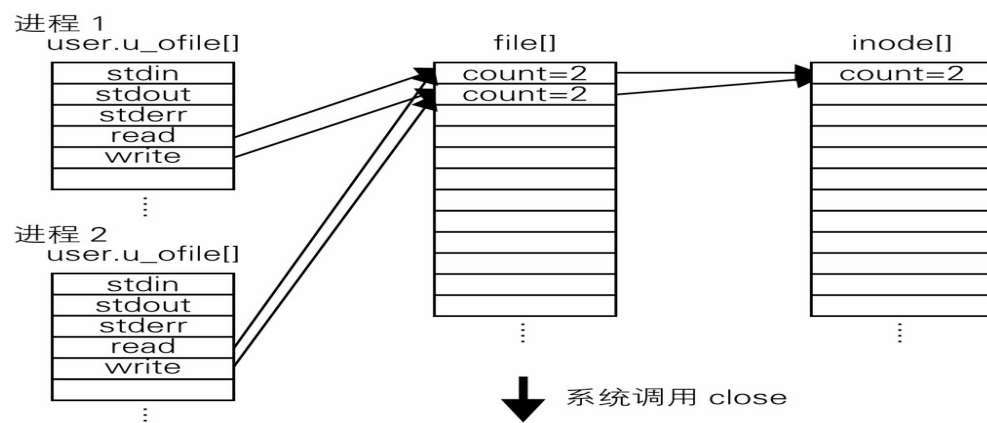 进程 1
user.u_ofile[]
stdin
stdout
stderr
read
write
⋮
进程 2
user.u_ofile[]
stdin
stdout
stderr
read
write
⋮
file[]
count=2
count=2
⋮
inode[]
count=2
⋮
系统调用 close